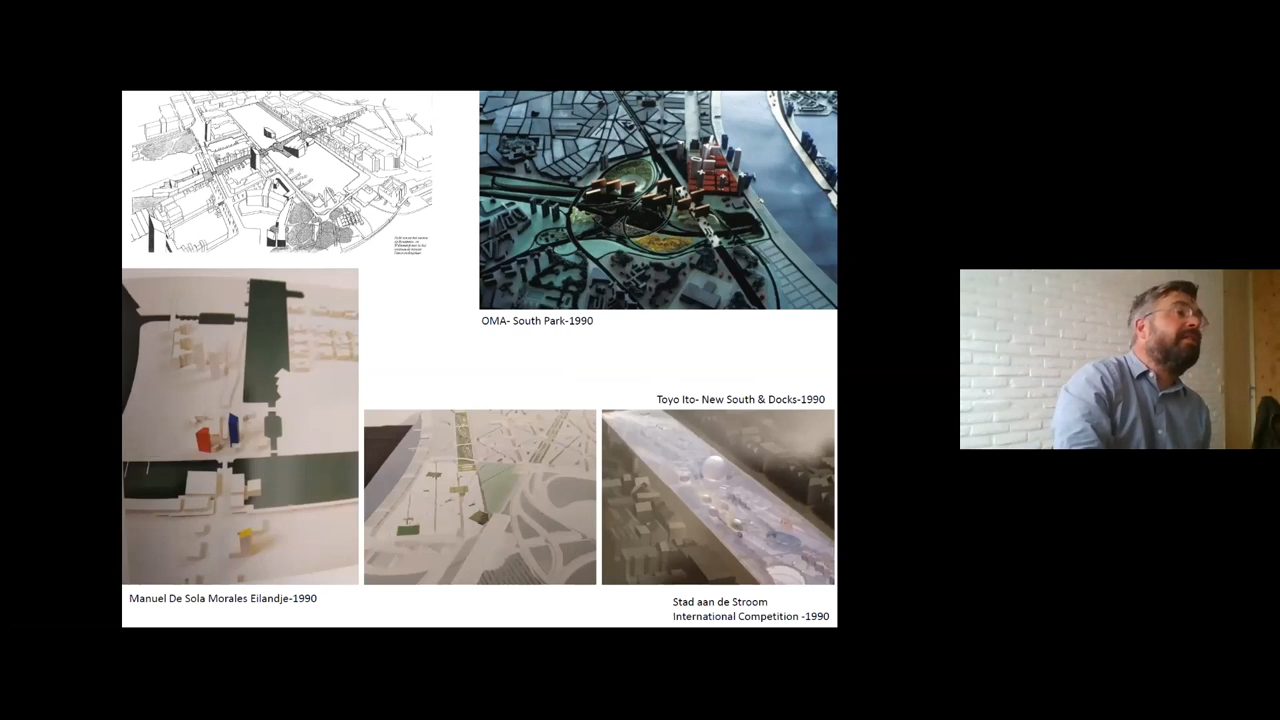 OMA- South Park-1990
Toyo Ito- New South & Docks-1990
Manuel De Sola Morales Eilandje-1990
Stad aan de Stroom
International Competition -1990